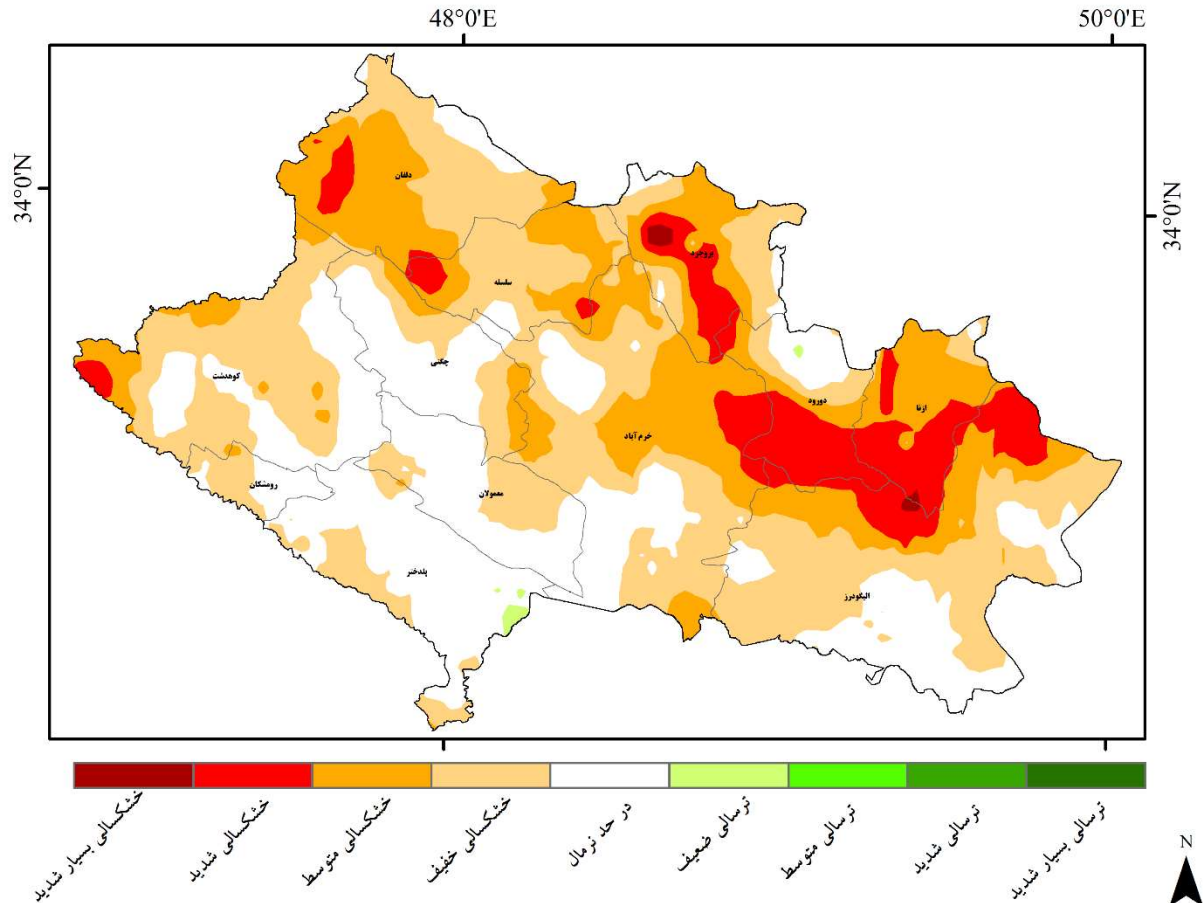 48°0'E
50°0'E
34°0'N
34°0'N
دلفان
بروجرد
سلسله
چگنی
کوهدشت
دورود
ازنا
خرم‌آباد
رومشکان
معمولان
پلدختر
الیگودرز
خشکسالی بسیار شدید
خشکسالی شدید
خشکسالی متوسط
خشکسالی خفیف
در حد نرمال
ترسالی ضعیف
ترسالی متوسط
ترسالی شدید
ترسالی بسیار شدید
N